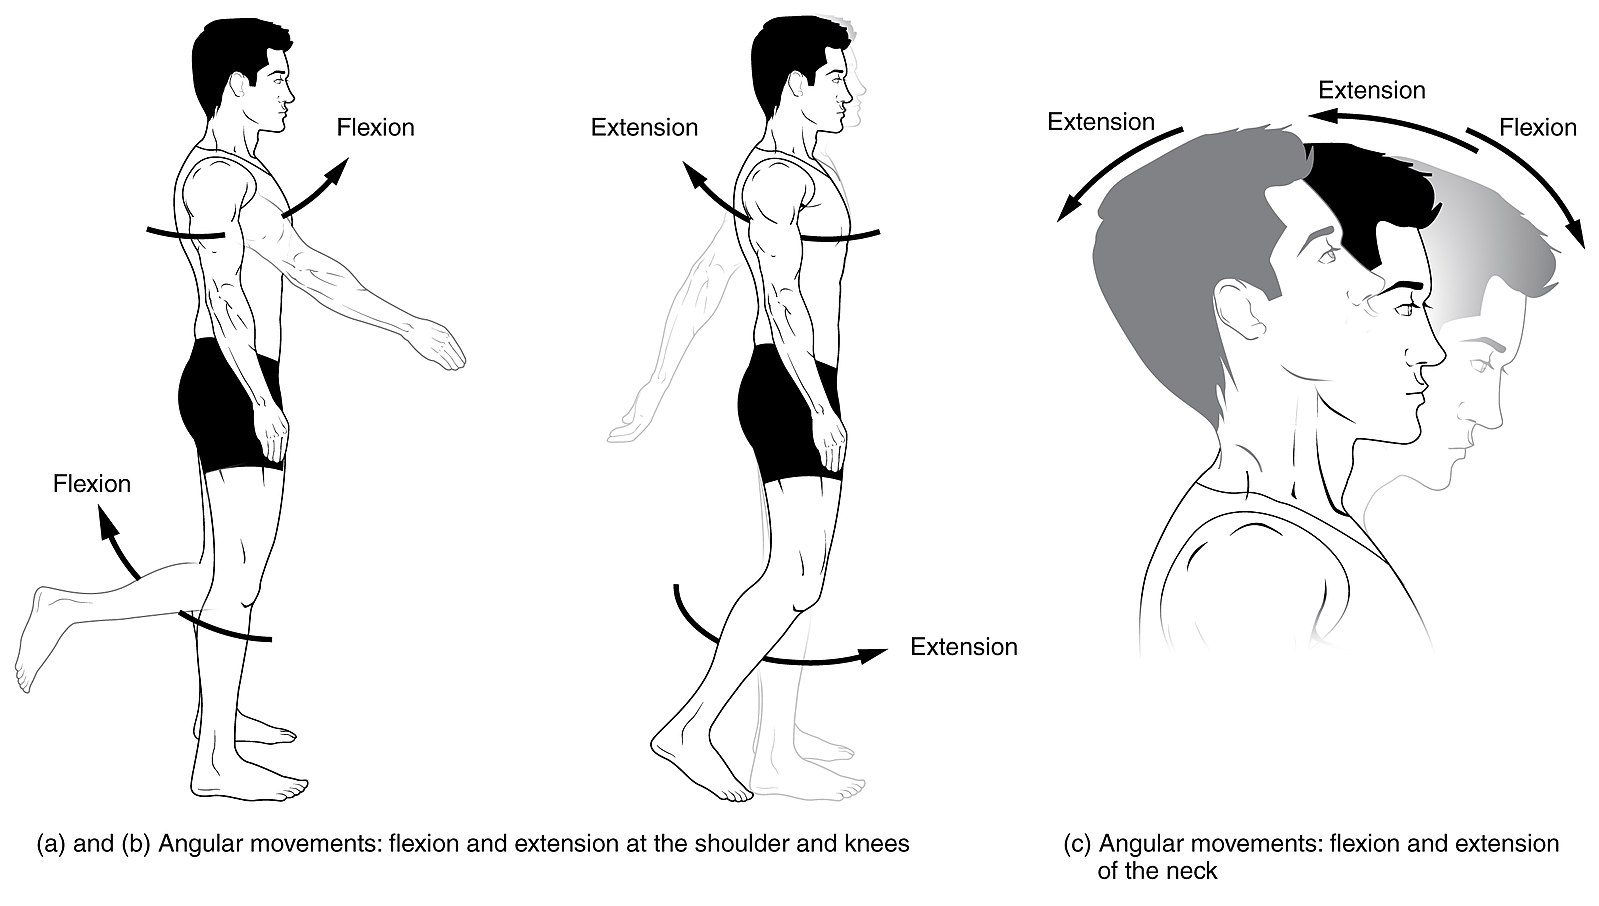 Flexion
Flexion
Extension
Extension
Extension
Extension
Flexion
(a) and (b) Angular movements: flexion and extension at the shoulder and knees
(c) Angular movements: flexion and extension
of the neck